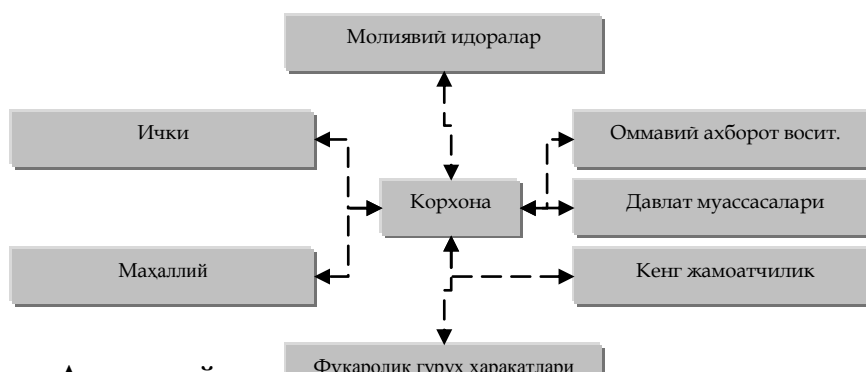 Молиявий идоралар
Ички
Оммавий ахборот восит.
Корхона
Давлат муассасалари
Маҳаллий
Кенг жамоатчилик
Фуқаролик гуруҳ ҳаракатлари